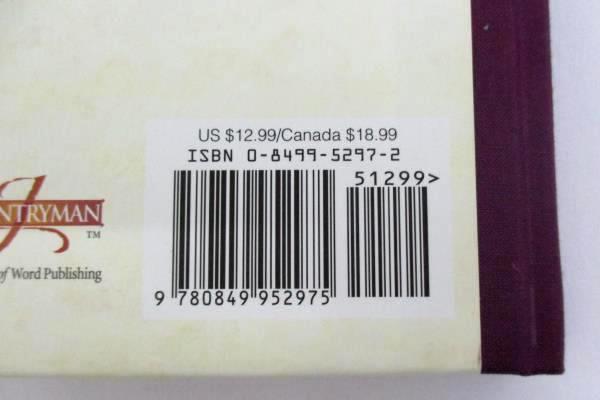 US $12.99/Canada $18.99
ISBN 0-8499-5297-2
51299>
9 780849 952975
NTRYMAN
TM
of Word Publishing